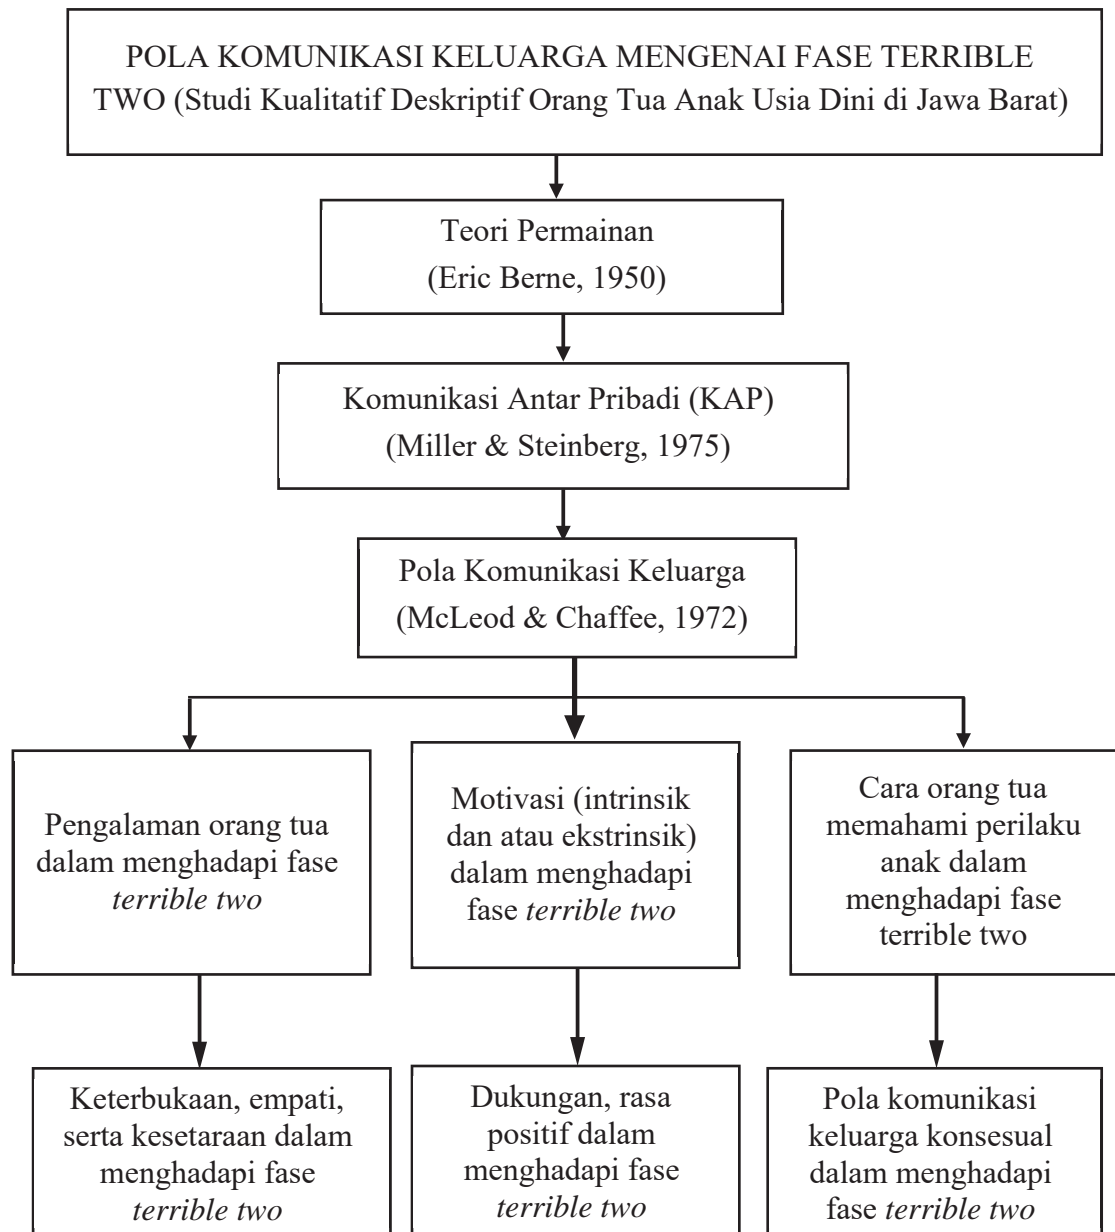 POLA KOMUNIKASI KELUARGA MENGENAI FASE TERRIBLE
TWO (Studi Kualitatif Deskriptif Orang Tua Anak Usia Dini di Jawa Barat)
Teori Permainan
(Eric Berne, 1950)
Komunikasi Antar Pribadi (KAP)
(Miller & Steinberg, 1975)
Pola Komunikasi Keluarga
(McLeod & Chaffee, 1972)
Pengalaman orang tua
dalam menghadapi fase
terrible two
Motivasi (intrinsik
dan atau ekstrinsik)
dalam menghadapi
fase terrible two
Cara orang tua
memahami perilaku
anak dalam
menghadapi fase
terrible two
Keterbukaan, empati,
serta kesetaraan dalam
menghadapi fase
terrible two
Dukungan, rasa
positif dalam
menghadapi fase
terrible two
Pola komunikasi
keluarga konsesual
dalam menghadapi
fase terrible two